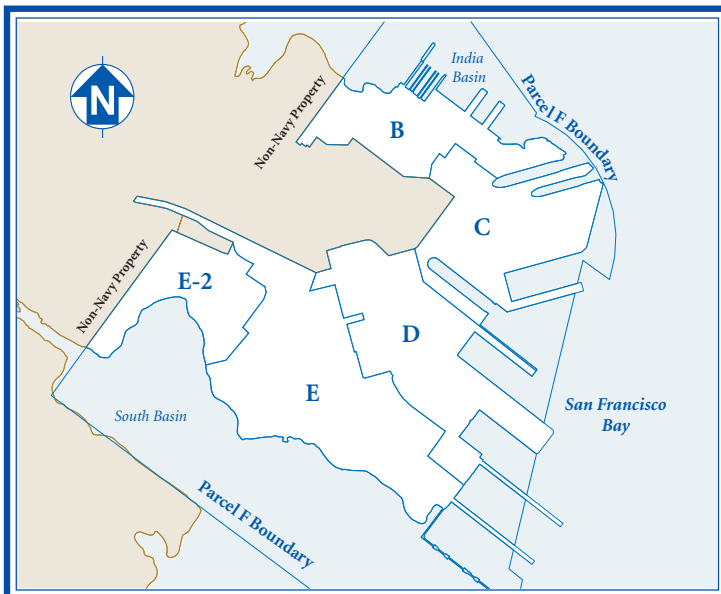 India
Basin
Parcel F Boundary
N
Non-Navy Property
B
C
Non-Navy Property
E-2
D
E
San Francisco
Bay
South Basin
Parcel F Boundary